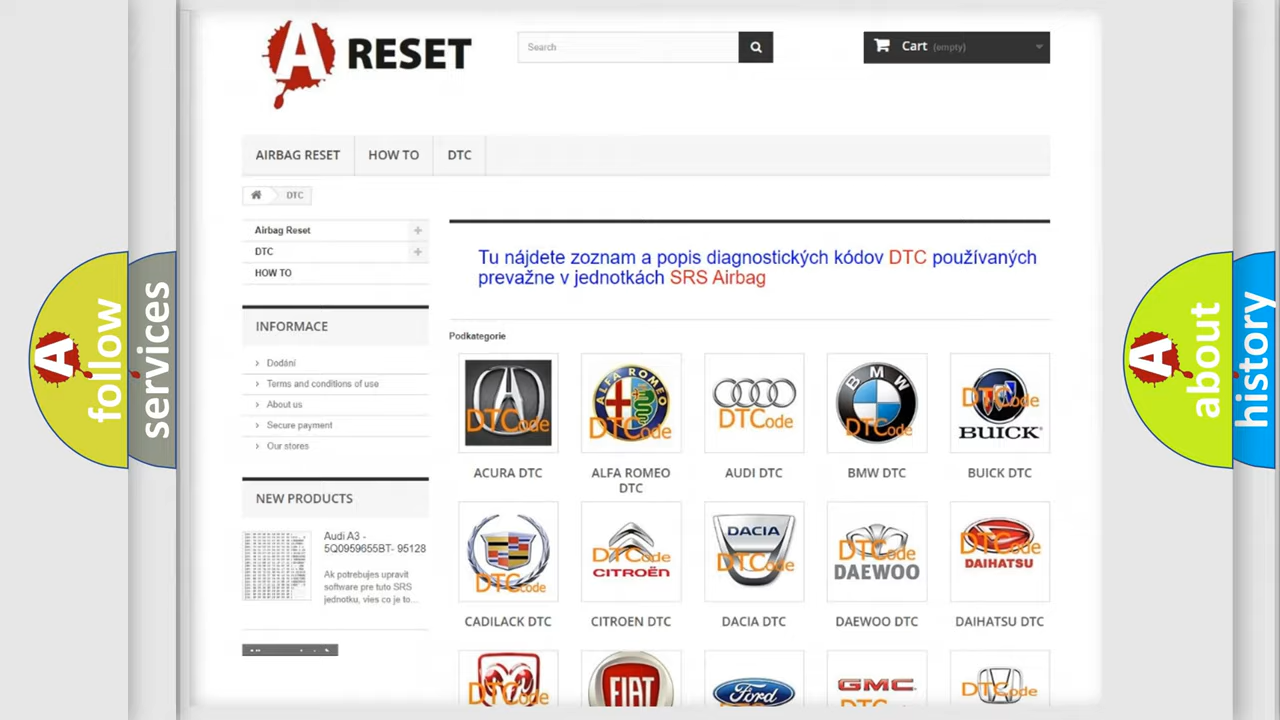 A RESET
Search
Cart (empty)
AIRBAG RESET
HOW TO
DTC
DTC
Airbag Reset
DTC
HOW TO
INFORMACE
Dodání
Terms and conditions of use
About us
Secure payment
Our stores
NEW PRODUCTS
Audi A3 -
5Q0959655BT- 95128
Ak potrebujes upravit
software pre tuto SRS
jednotku, vies co je to...
Tu nájdete zoznam a popis diagnostických kódov DTC používaných
prevažne v jednotkách SRS Airbag
Podkategorie
DTCode
ALFA ROMEO
DTCode
DTCode
BMW
DTCode
DTCode
BUICK
ACURA DTC
ALFA ROMEO
DTC
AUDI DTC
BMW DTC
BUICK DTC
DTCode
DTCode
CITROËN
DACIA
DTCode
DTCode
DAEWOO
DTCode
DAIHATSU
CADILACK DTC
CITROEN DTC
DACIA DTC
DAEWOO DTC
DAIHATSU DTC
DTCode
FIAT
Ford
GMC
DTCode
A follow
services
A about
history